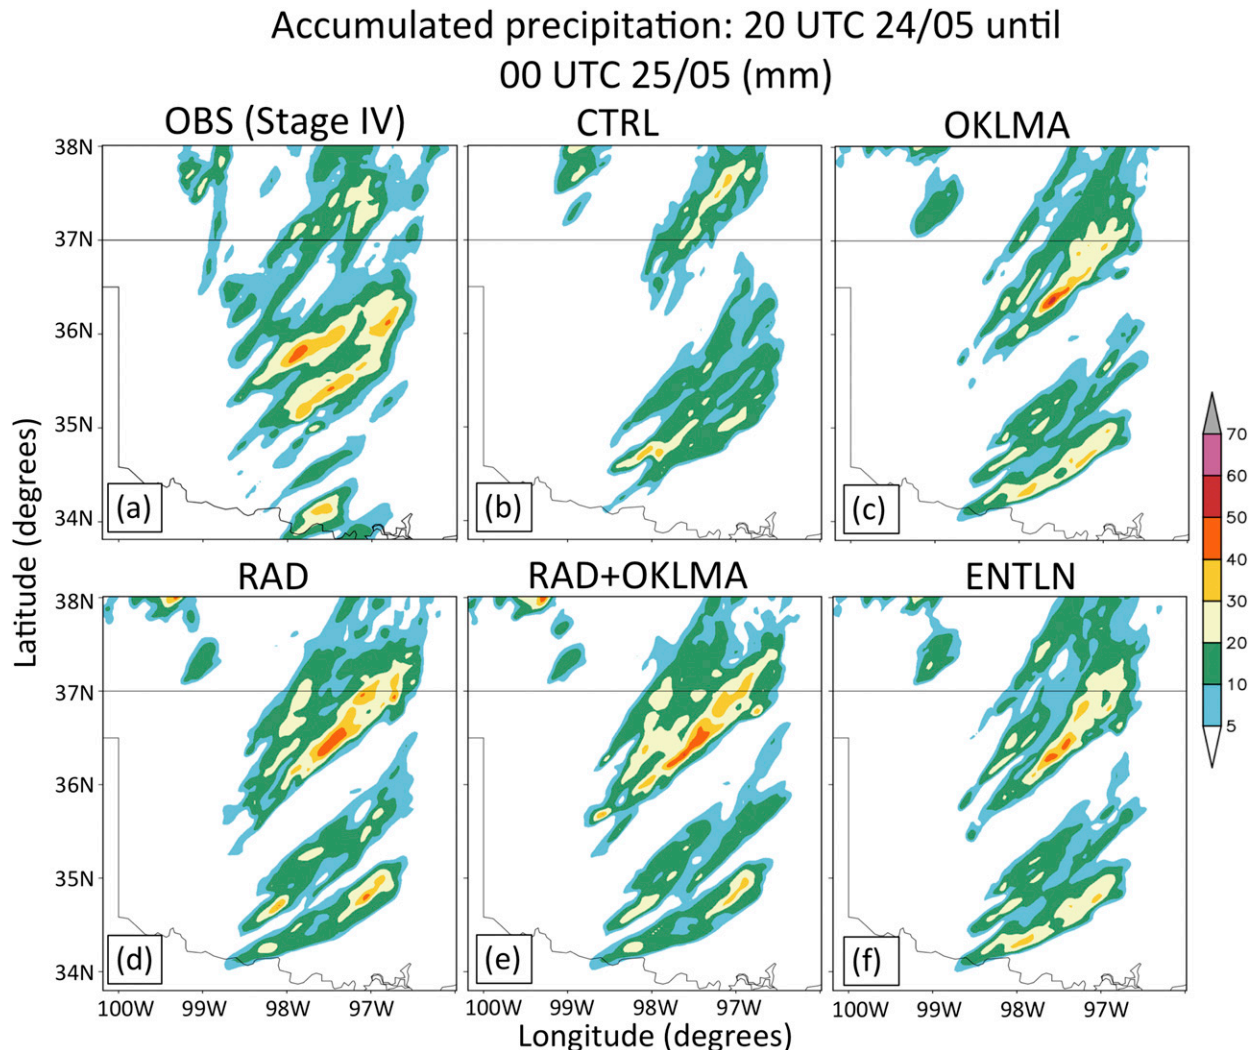 Accumulated precipitation: 20 UTC 24/05 until
00 UTC 25/05 (mm)
OBS (Stage IV)
CTRL
OKLMA
38N
37N
36N
35N
34N
(a)
(b)
(c)
RAD
RAD+OKLMA
ENTLN
38N
37N
36N
35N
34N
(d)
(e)
(f)
100W 99W 98W 97W
100W 99W 98W 97W
100W 99W 98W 97W
Latitude (degrees)
Longitude (degrees)
70
60
50
40
30
20
10
5